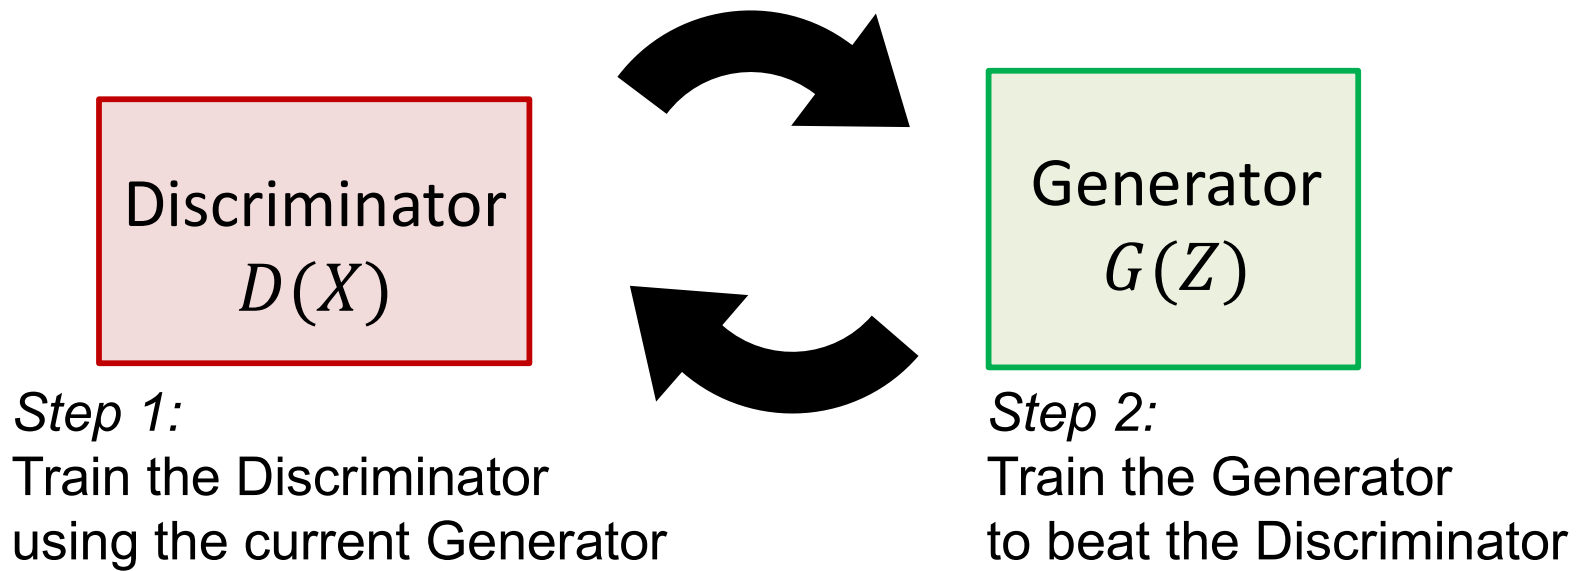 Discriminator
D(X)
Step 1:
Train the Discriminator
using the current Generator
Generator
G(Z)
Step 2:
Train the Generator
to beat the Discriminator